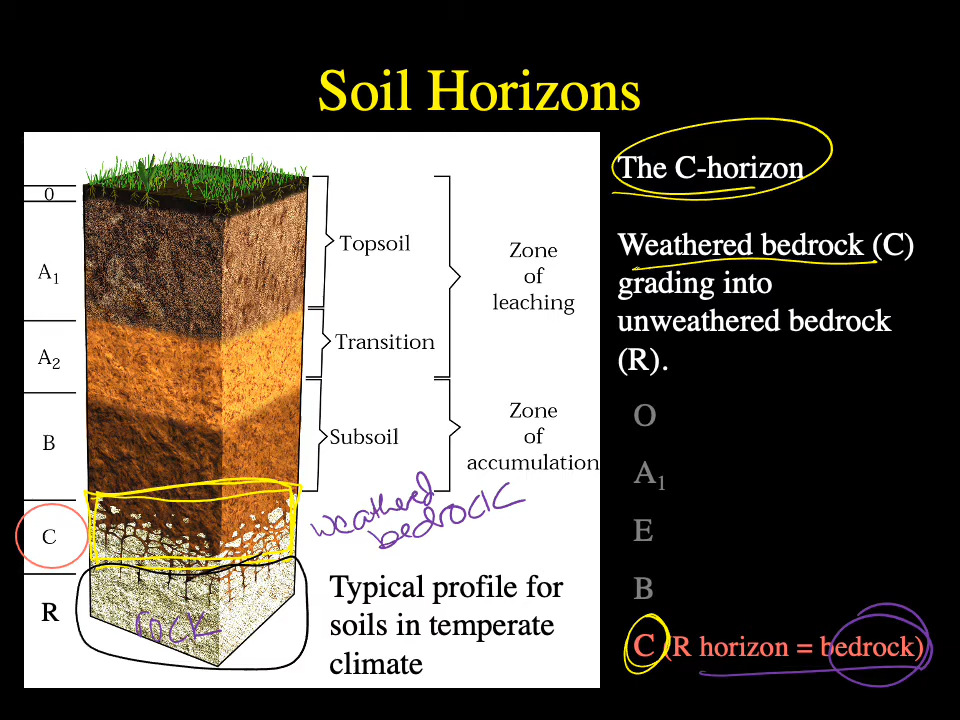 Soil Horizons
0
A1
A2
B
C
R
Topsoil
Transition
Subsoil
Zone
of
leaching
Zone
of
accumulation
weathered
bedrock
rock
Typical profile for
soils in temperate
climate
The C-horizon
Weathered bedrock (C)
grading into
unweathered bedrock
(R).
O
A1
E
B
C (R horizon = bedrock)